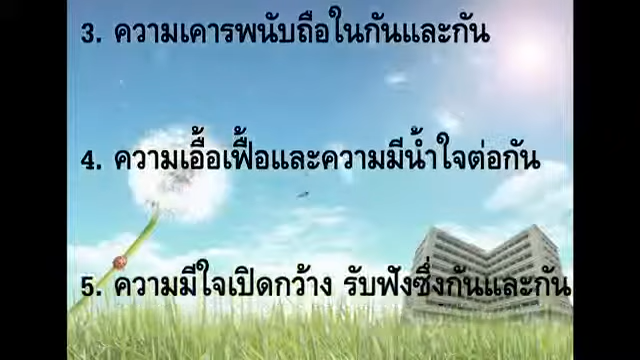 3. ความเคารพนับถือในกันและกัน
4. ความเอื้อเฟื้อและความมีน้ำใจต่อกัน
5. ความมีใจเปิดกว้าง รับฟังซึ่งกันและกัน